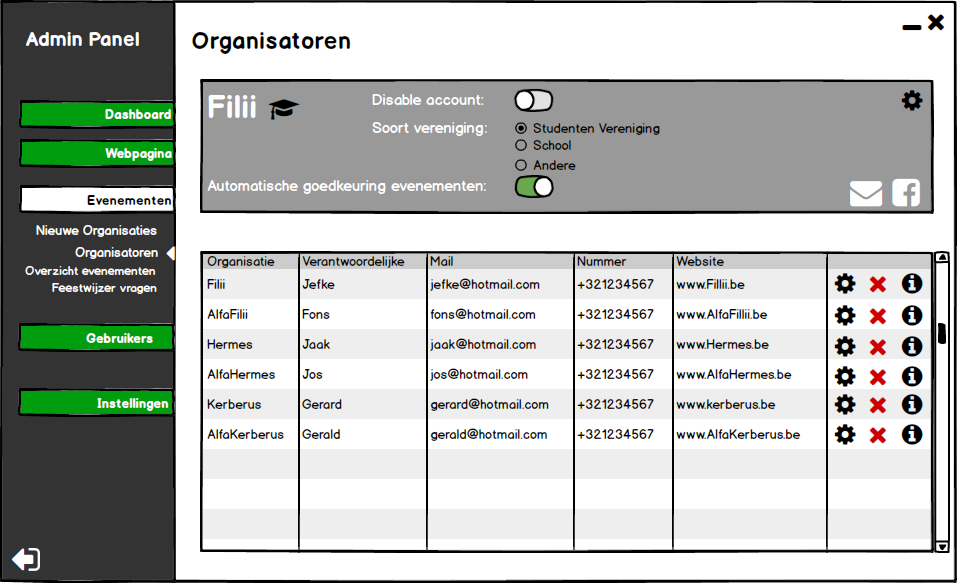 Admin Panel
Dashboard
Webpagina
Evenementen
Nieuwe Organisaties
Organisatoren
Overzicht evenementen
Feestwijzer vragen
Gebruikers
Instellingen
Organisatoren
Filii
Disable account:
Soort vereniging:
Studenten Vereniging
School
Andere
Automatische goedkeuring evenementen:
Organisatie Verantwoordelijke Mail Nummer Website
Filii Jefke jefke@hotmail.com +321234567 www.Fillii.be
AlfaFilii Fons fons@hotmail.com +321234567 www.AlfaFillii.be
Hermes Jaak jaak@hotmail.com +321234567 www.Hermes.be
AlfaHermes Jos jos@hotmail.com +321234567 www.AlfaHermes.be
Kerberus Gerard gerard@hotmail.com +321234567 www.kerberus.be
AlfaKerberus Gerald gerald@hotmail.com +321234567 www.AlfaKerberus.be